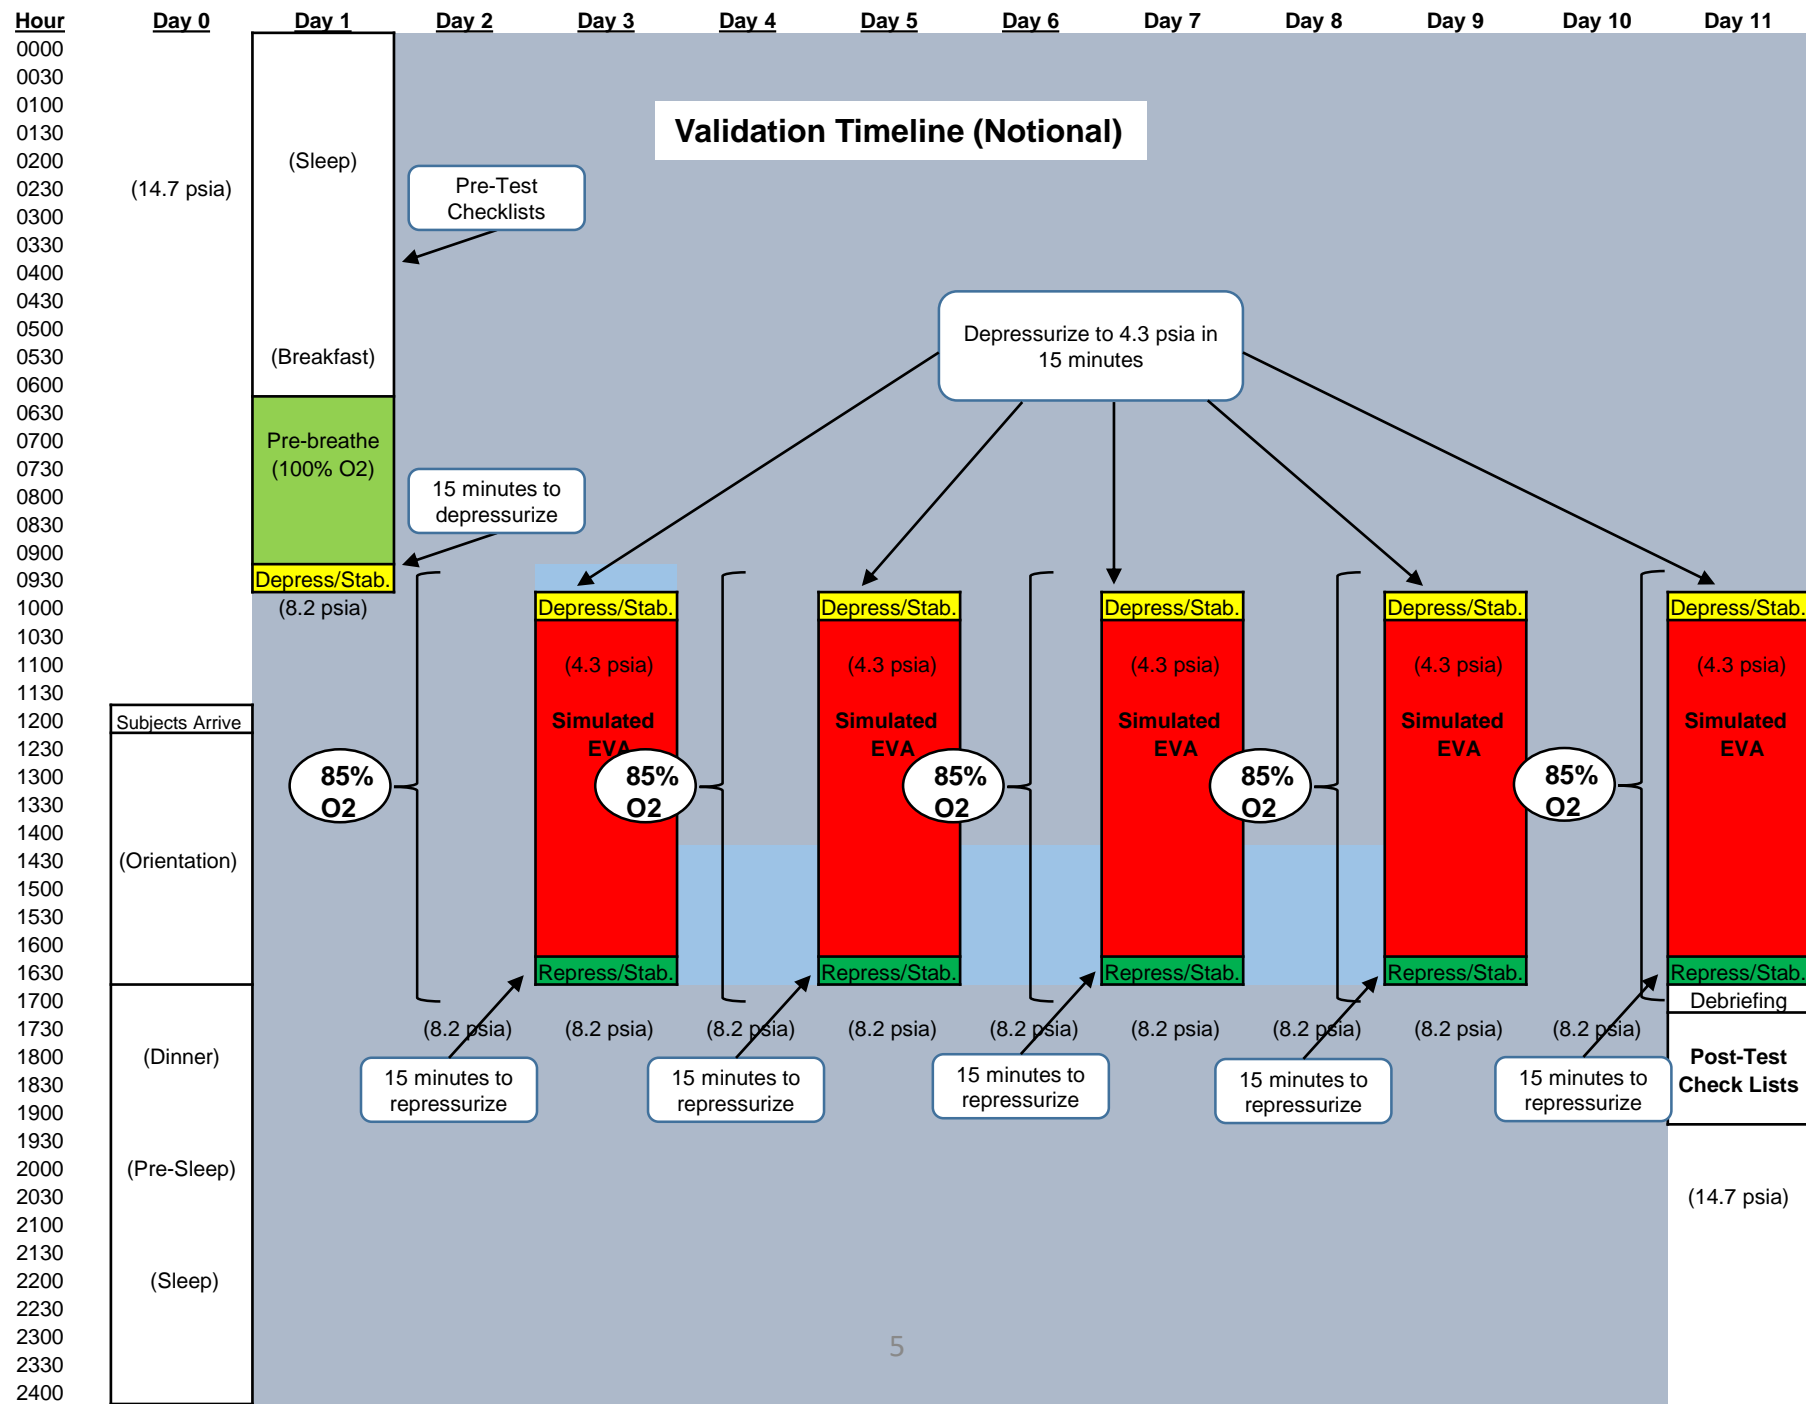 Hour Day 0 Day 1 Day 2 Day 3 Day 4 Day 5 Day 6 Day 7 Day 8 Day 9 Day 10 Day 11
0000
0030
0100
0130 Validation Timeline (Notional)
0200 (Sleep)
0230 (14.7 psia) Pre-Test
0300 Checklists
0330
0400
0430
0500 Depressurize to 4.3 psia in
0530 (Breakfast) 15 minutes
0600
0630
0700 Pre-breathe
0730 (100% O2)
0800 15 minutes to
0830 depressurize
0900
0930 Depress/Stab.
1000 (8.2 psia) Depress/Stab. Depress/Stab. Depress/Stab. Depress/Stab. Depress/Stab.
1030
1100 (4.3 psia) (4.3 psia) (4.3 psia) (4.3 psia) (4.3 psia)
1130
1200 Subjects Arrive Simulated Simulated Simulated Simulated Simulated
1230 EVA EVA EVA EVA EVA
1300 85% 85% 85% 85% 85%
1330 O2 O2 O2 O2 O2
1400
1430 (Orientation)
1500
1530
1600
1630 Repress/Stab. Repress/Stab. Repress/Stab. Repress/Stab. Repress/Stab.
1700 Debriefing
1730 (8.2 psia) (8.2 psia) (8.2 psia) (8.2 psia) (8.2 psia) (8.2 psia) (8.2 psia) (8.2 psia) (8.2 psia)
1800 (Dinner) Post-Test
1830 15 minutes to 15 minutes to 15 minutes to 15 minutes to 15 minutes to Check Lists
1900 repressurize repressurize repressurize repressurize repressurize
1930
2000 (Pre-Sleep)
2030 (14.7 psia)
2100
2130
2200 (Sleep)
2230
2300
2330 5
2400